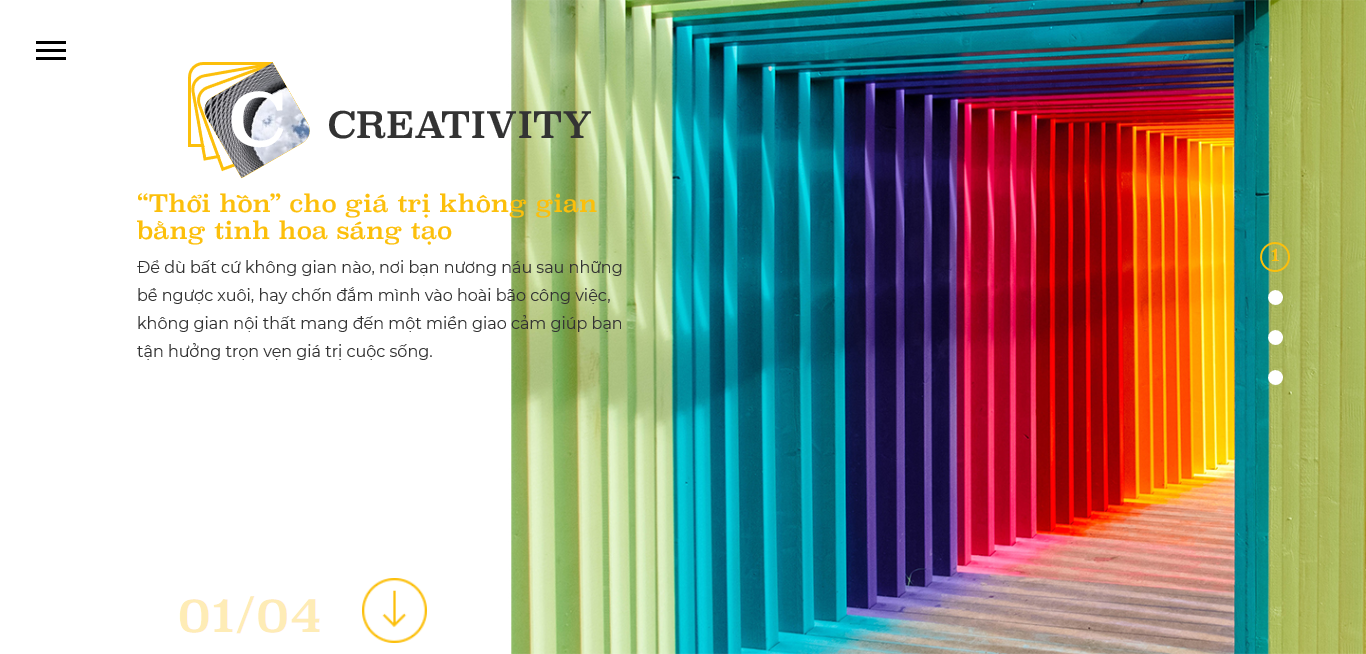 C
CREATIVITY
“Thổi hồn” cho giá trị không gian
bằng tinh hoa sáng tạo
Để dù bất cứ không gian nào, nơi bạn nương náu sau những
bề ngược xuôi, hay chốn đắm mình vào hoài bão công việc,
không gian nội thất mang đến một miền giao cảm giúp bạn
tận hưởng trọn vẹn giá trị cuộc sống.
1
01/04